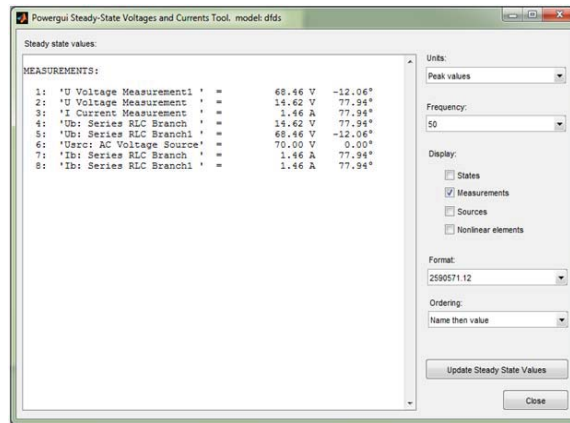 Powergui Steady-State Voltages and Currents Tool. model: dfds
Steady state values:
MEASUREMENTS:
1: 'U Voltage Measurement1 ' = 68.46 V -12.06°
2: 'U Voltage Measurement ' = 14.62 V 77.94°
3: 'I Current Measurement ' = 1.46 A 77.94°
4: 'Ub: Series RLC Branch ' = 14.62 V 77.94°
5: 'Ub: Series RLC Branch1 ' = 68.46 V -12.06°
6: 'Usrc: AC Voltage Source' = 70.00 V 0.00°
7: 'Ib: Series RLC Branch ' = 1.46 A 77.94°
8: 'Ib: Series RLC Branch1 ' = 1.46 A 77.94°
Units:
Peak values
Frequency:
50
Display:
States
Measurements
Sources
Nonlinear elements
Format:
2590571.12
Ordering:
Name then value
Update Steady State Values
Close